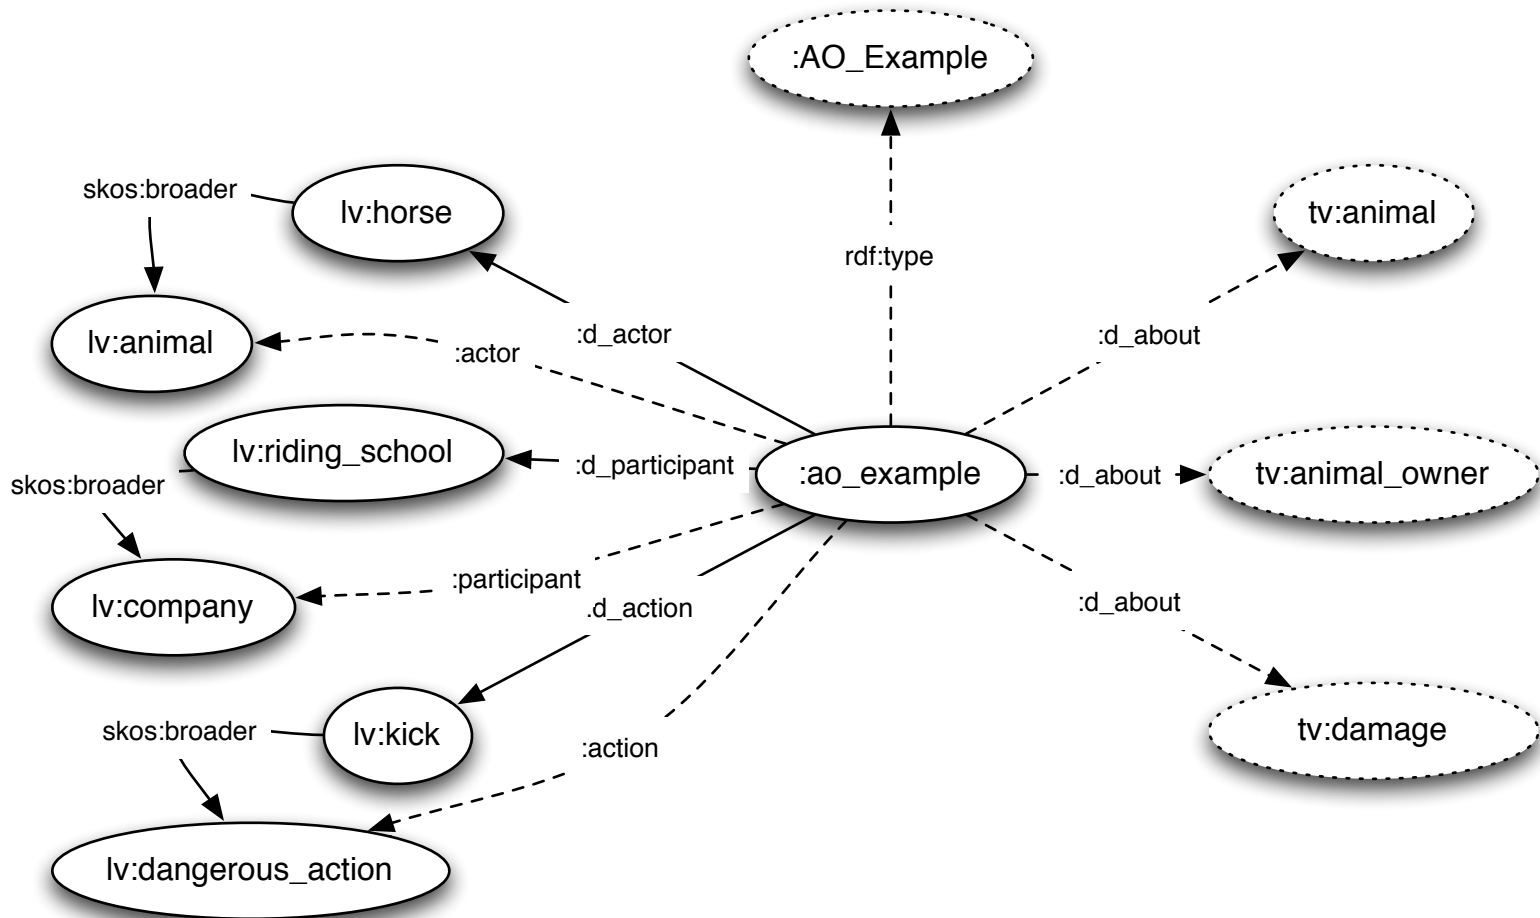 :AO_Example
skos:broader
lv:horse
tv:animal
rdf:type
lv:animal
:actor
:d_actor
:d_about
lv:riding_school
:d_participant
:ao_example
:d_about
tv:animal_owner
skos:broader
lv:company
:participant
:d_action
:d_about
skos:broader
lv:kick
:action
tv:damage
lv:dangerous_action